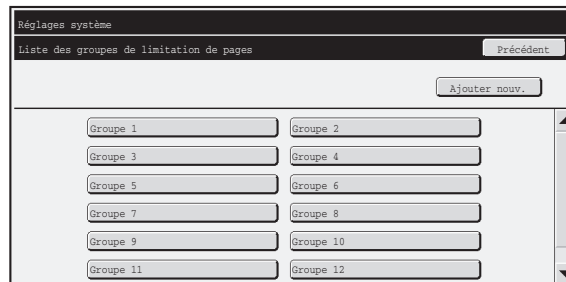 Réglages système
Liste des groupes de limitation de pages Précédent
Ajouter nouv.
Groupe 1 Groupe 2
Groupe 3 Groupe 4
Groupe 5 Groupe 6
Groupe 7 Groupe 8
Groupe 9 Groupe 10
Groupe 11 Groupe 12